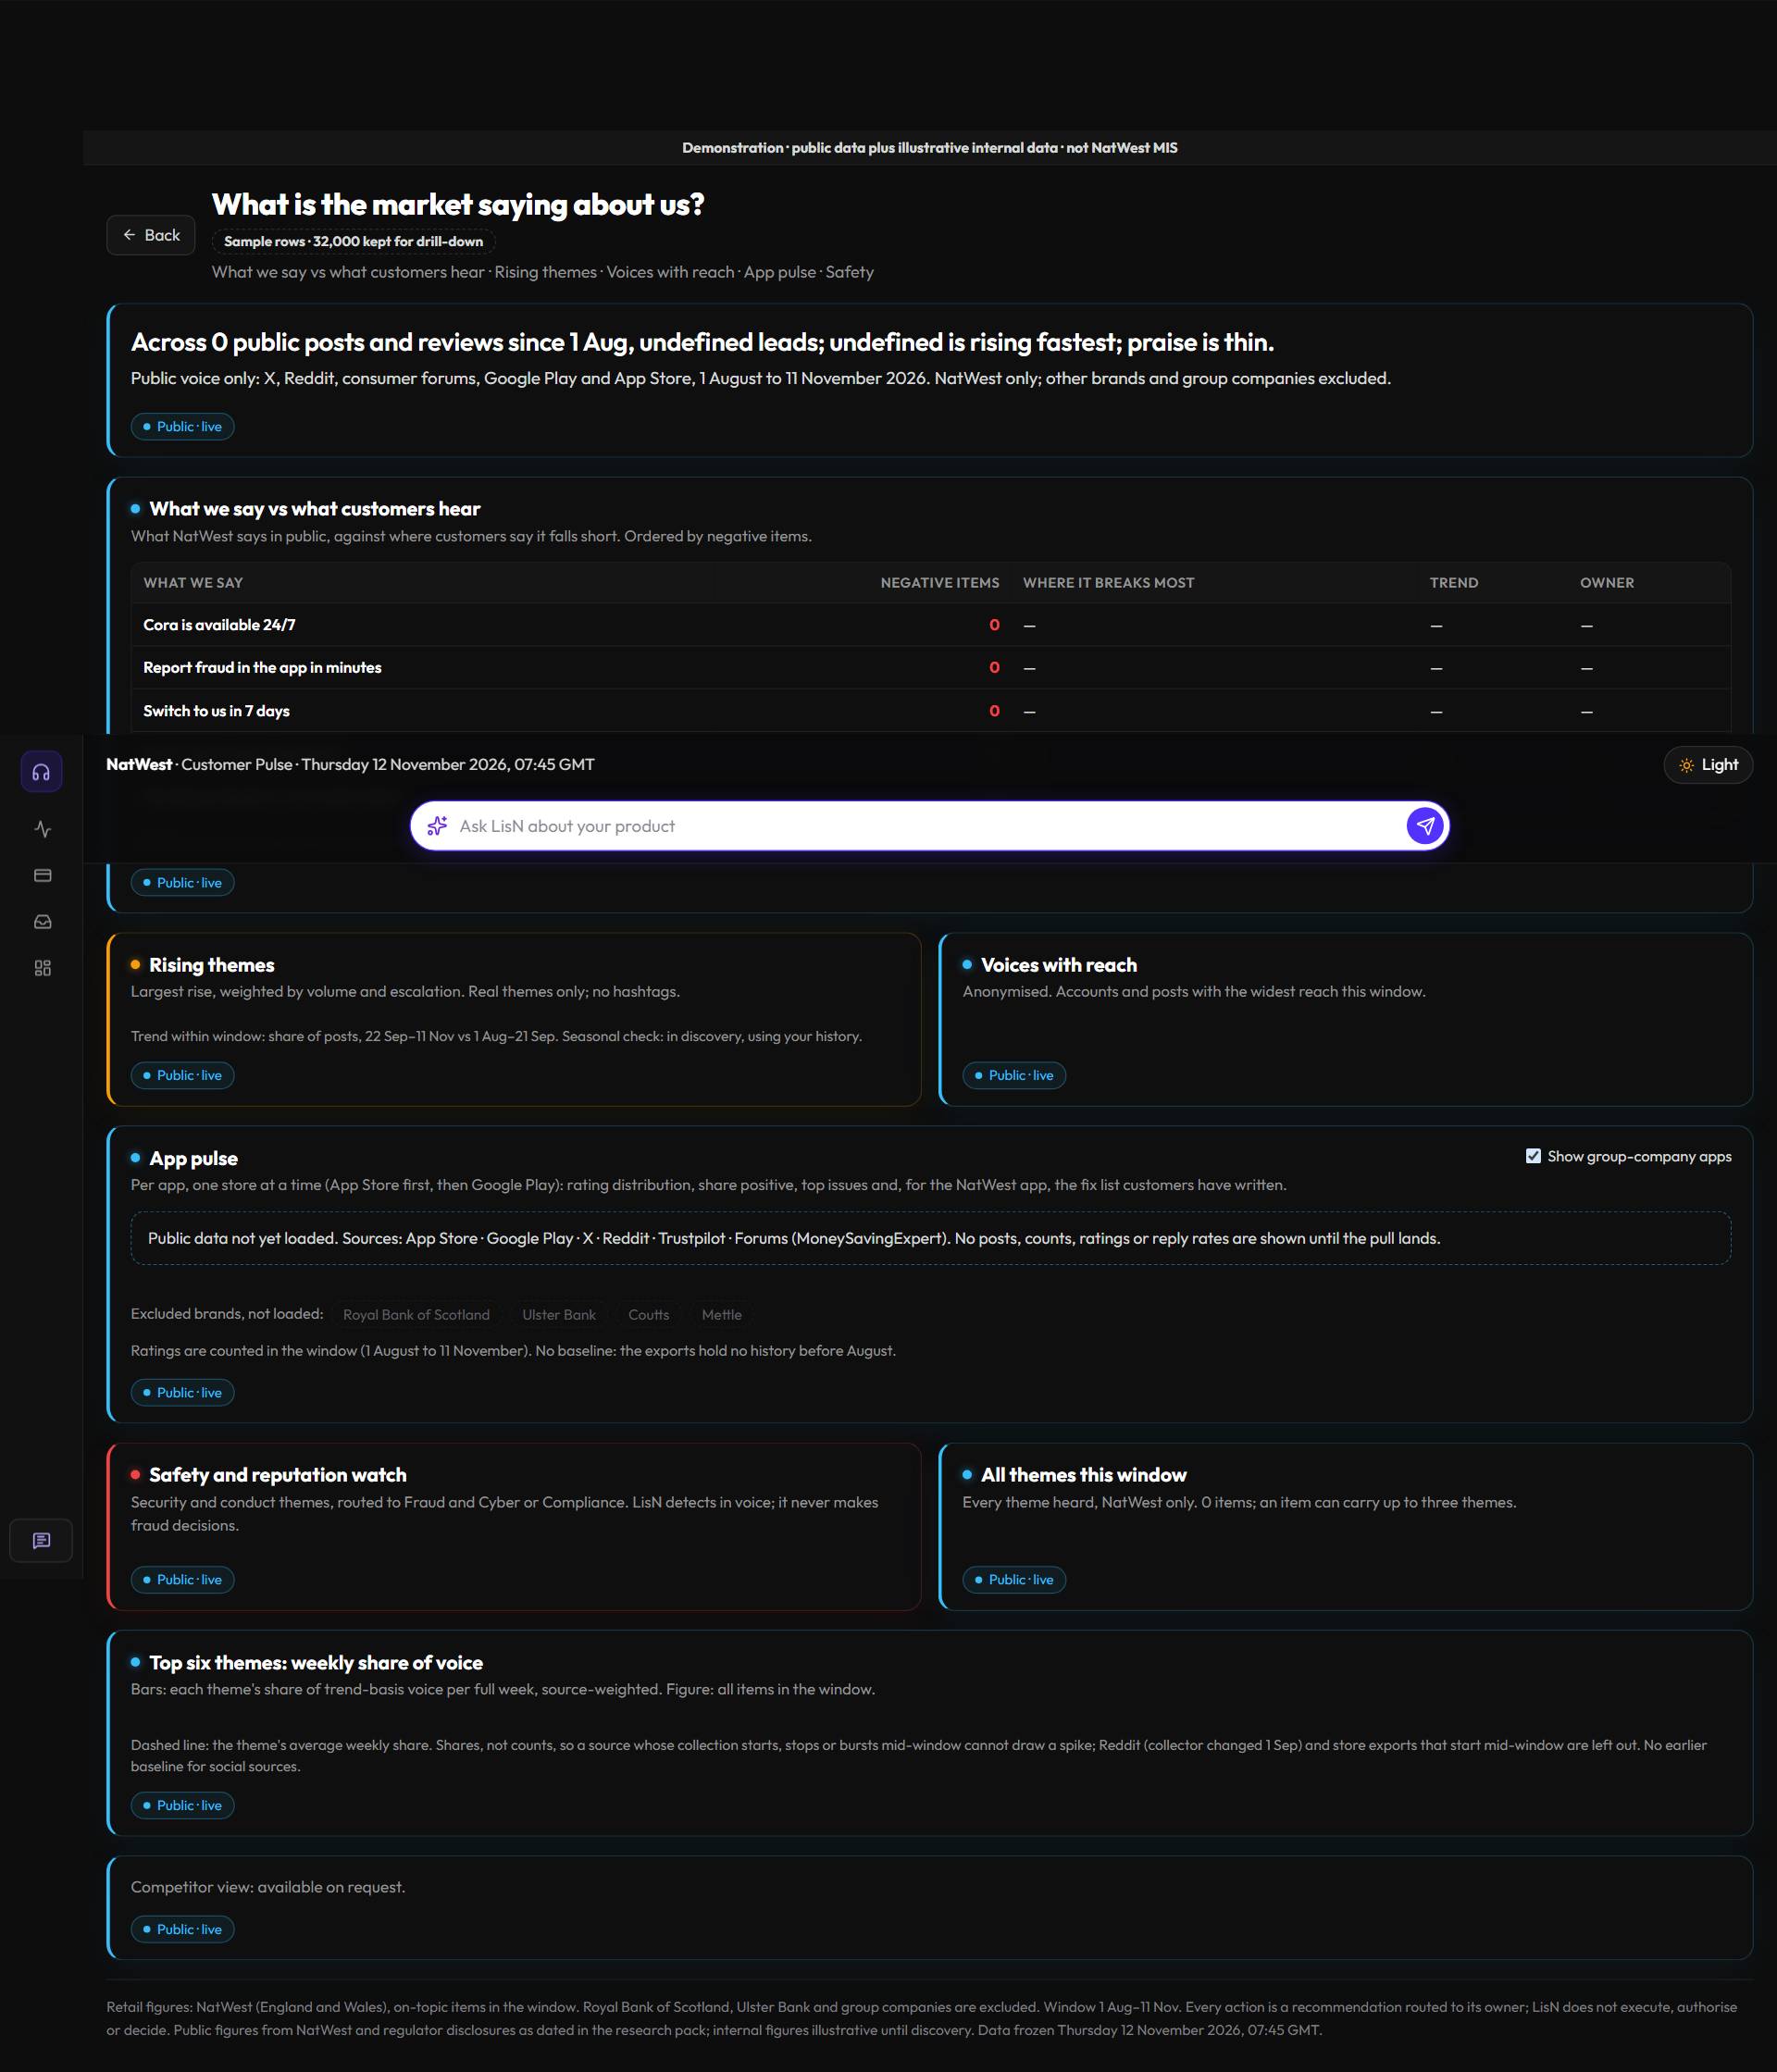 Demonstration · public data plus illustrative internal data · not NatWest MIS
← Back
What is the market saying about us?
Sample rows · 32,000 kept for drill-down
What we say vs what customers hear · Rising themes · Voices with reach · App pulse · Safety
Across 0 public posts and reviews since 1 Aug, undefined leads; undefined is rising fastest; praise is thin.
Public voice only: X, Reddit, consumer forums, Google Play and App Store, 1 August to 11 November 2026. NatWest only; other brands and group companies excluded.
Public · live
What we say vs what customers hear
What NatWest says in public, against where customers say it falls short. Ordered by negative items.
WHAT WE SAY NEGATIVE ITEMS WHERE IT BREAKS MOST TREND OWNER
Cora is available 24/7 0 — — —
Report fraud in the app in minutes 0 — — —
Switch to us in 7 days 0 — — —
NatWest · Customer Pulse · Thursday 12 November 2026, 07:45 GMT
Light
Ask LisN about your product
Public · live
Rising themes
Largest rise, weighted by volume and escalation. Real themes only; no hashtags.
Trend within window: share of posts, 22 Sep–11 Nov vs 1 Aug–21 Sep. Seasonal check: in discovery, using your history.
Public · live
Voices with reach
Anonymised. Accounts and posts with the widest reach this window.
Public · live
App pulse
Show group-company apps
Per app, one store at a time (App Store first, then Google Play): rating distribution, share positive, top issues and, for the NatWest app, the fix list customers have written.
Public data not yet loaded. Sources: App Store · Google Play · X · Reddit · Trustpilot · Forums (MoneySavingExpert). No posts, counts, ratings or reply rates are shown until the pull lands.
Excluded brands, not loaded: Royal Bank of Scotland Ulster Bank Coutts Mettle
Ratings are counted in the window (1 August to 11 November). No baseline: the exports hold no history before August.
Public · live
Safety and reputation watch
Security and conduct themes, routed to Fraud and Cyber or Compliance. LisN detects in voice; it never makes
fraud decisions.
Public · live
All themes this window
Every theme heard, NatWest only. 0 items; an item can carry up to three themes.
Public · live
Top six themes: weekly share of voice
Bars: each theme's share of trend-basis voice per full week, source-weighted. Figure: all items in the window.
Dashed line: the theme's average weekly share. Shares, not counts, so a source whose collection starts, stops or bursts mid-window cannot draw a spike; Reddit (collector changed 1 Sep) and store exports that start mid-window are left out. No earlier
baseline for social sources.
Public · live
Competitor view: available on request.
Public · live
Retail figures: NatWest (England and Wales), on-topic items in the window. Royal Bank of Scotland, Ulster Bank and group companies are excluded. Window 1 Aug–11 Nov. Every action is a recommendation routed to its owner; LisN does not execute, authorise
or decide. Public figures from NatWest and regulator disclosures as dated in the research pack; internal figures illustrative until discovery. Data frozen Thursday 12 November 2026, 07:45 GMT.